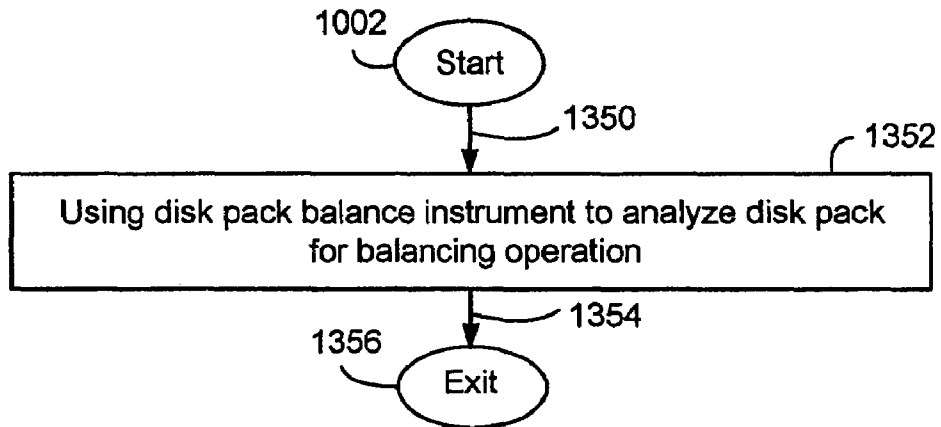 1002
Start
1350
1352
Using disk pack balance instrument to analyze disk pack
for balancing operation
1354
1356
Exit